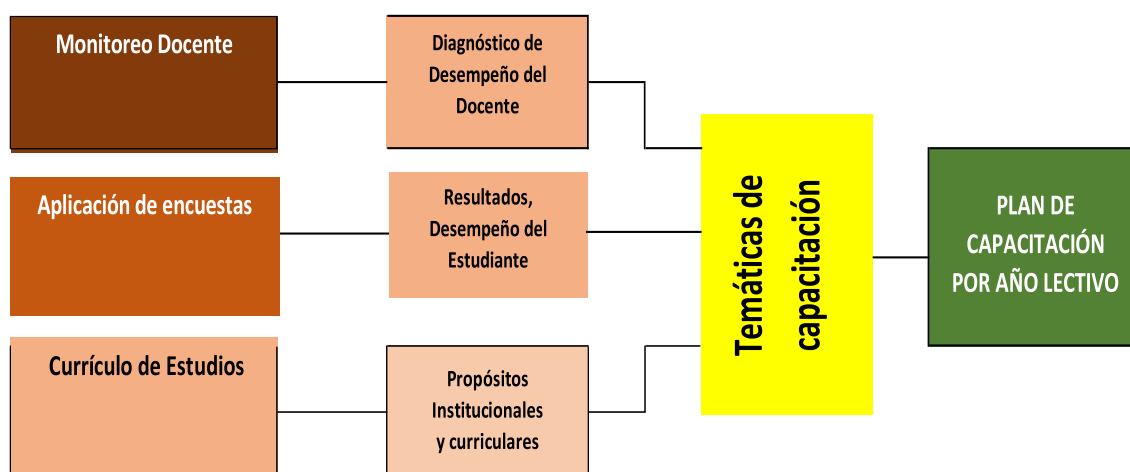 Monitoreo Docente
Diagnóstico de
Desempeño del
Docente
Aplicación de encuestas
Resultados,
Desempeño del
Estudiante
Currículo de Estudios
Propósitos
Institucionales
y curriculares
Temáticas de
capacitación
PLAN DE
CAPACITACIÓN
POR AÑO LECTIVO